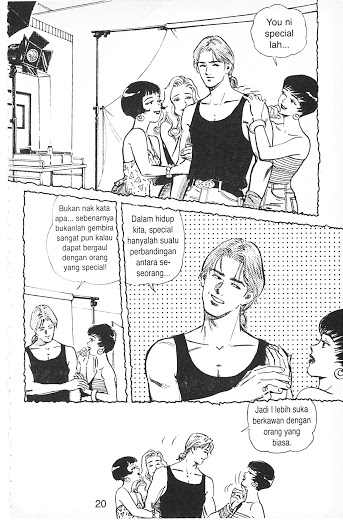 You ni
special
lah...
Bukan nak kata
apa... sebenarnya
bukanlah gembira
sangat pun kalau
dapat bergaul
dengan orang
yang special!
Dalam hidup
kita, special
hanyalah suatu
perbandingan
antara se-
seorang...
Jadi I lebih suka
berkawan dengan
orang yang
biasa.
20